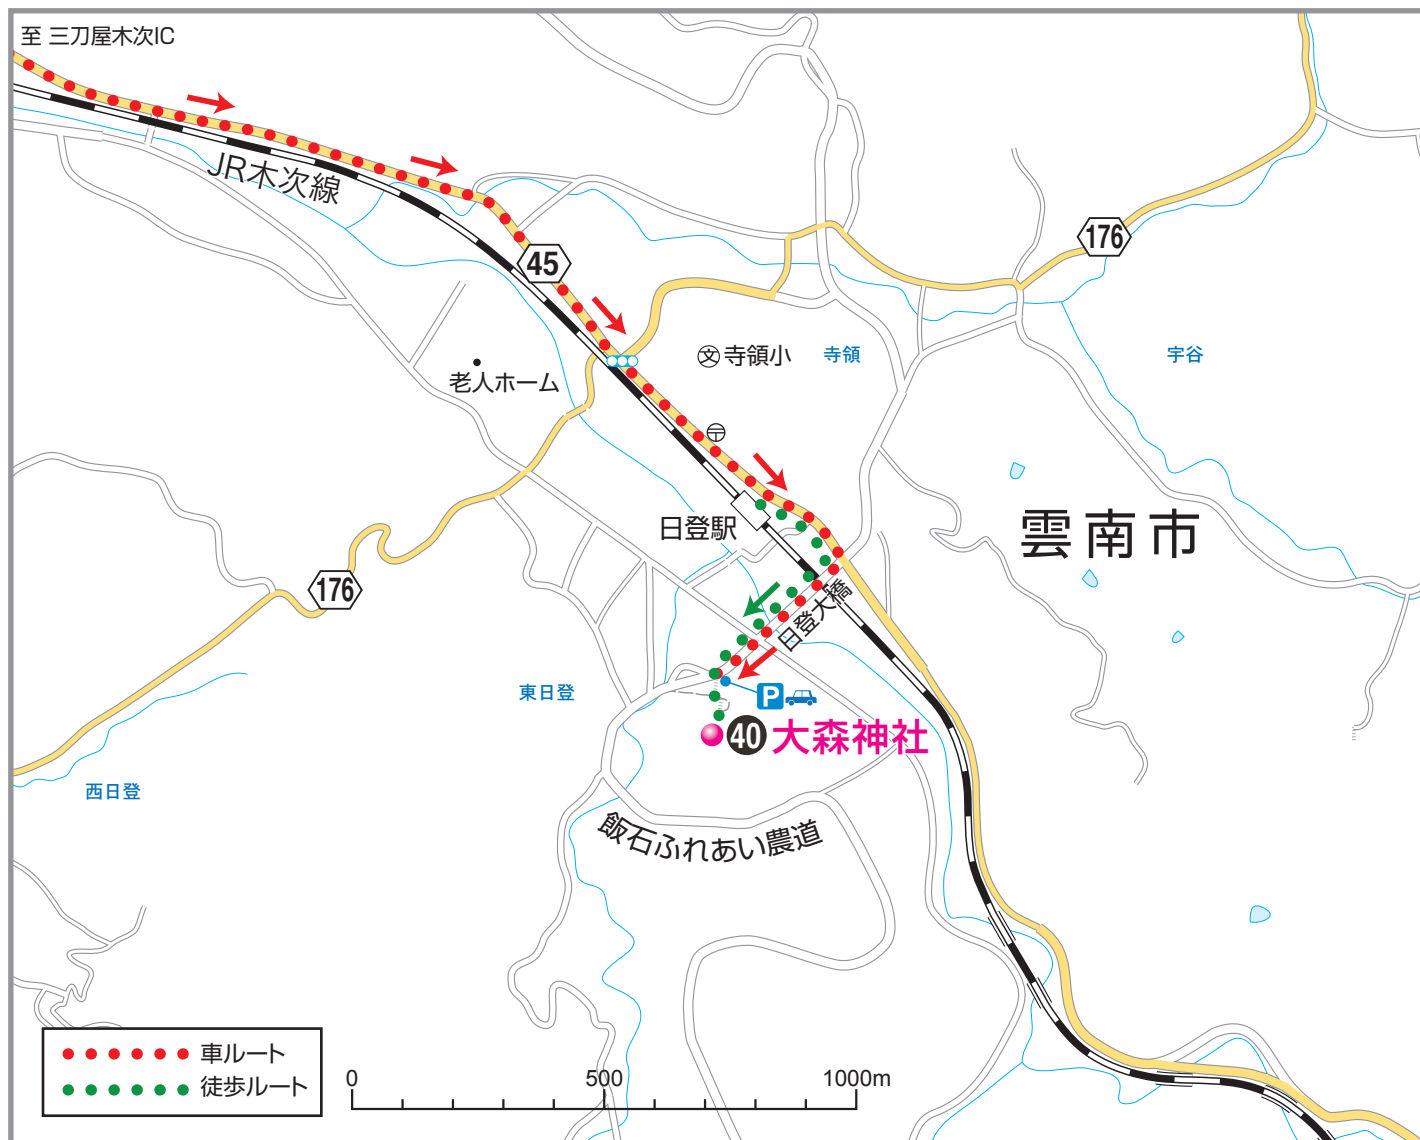 至 三刀屋木次IC
JR木次線
45
176
文 寺領小
寺領
宇谷
老人ホーム
〒
日登駅
雲南市
176
日登大橋
東日登
P
40 大森神社
西日登
飯石ふれあい農道
車ルート
徒歩ルート
0 500 1000m